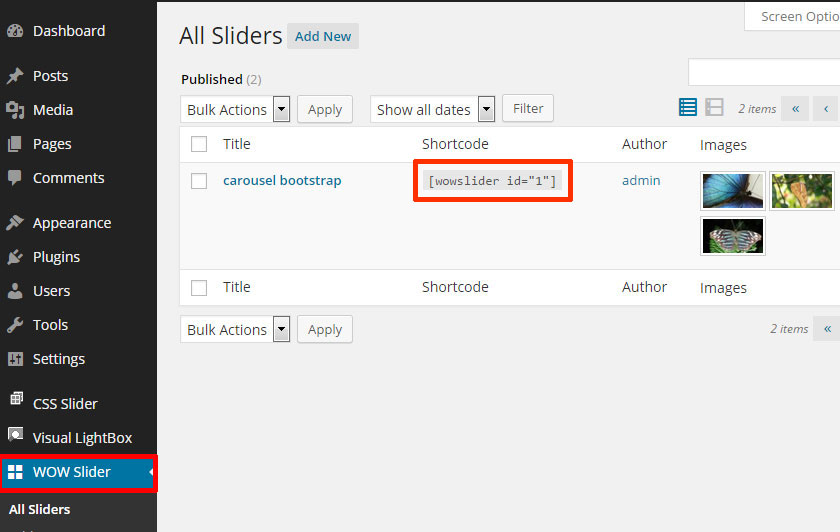 Dashboard
Posts
Media
Pages
Comments
Appearance
Plugins
Users
Tools
Settings
CSS Slider
Visual LightBox
WOW Slider
All Sliders
Screen Optio
All Sliders Add New
Published (2)
Bulk Actions Apply Show all dates Filter 2 items « ‹
Title Shortcode Author Images
carousel bootstrap [wowslider id="1"] admin
Title Shortcode Author Images
Bulk Actions Apply 2 items «